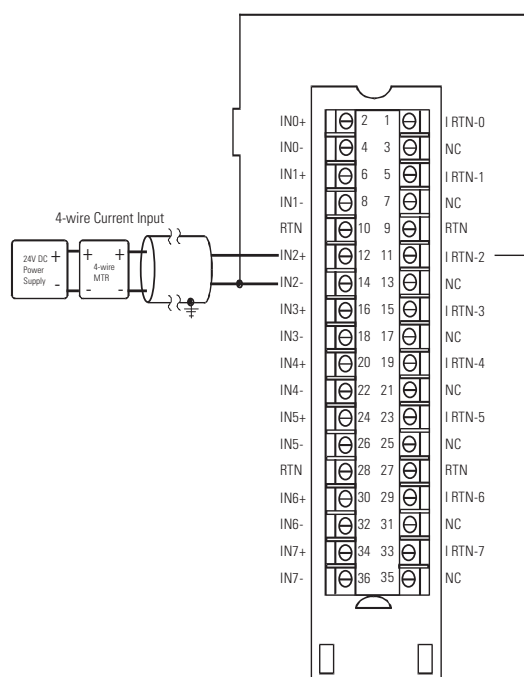 IN0+ 2 1 I RTN-0
IN0- 4 3 NC
IN1+ 6 5 I RTN-1
IN1- 8 7 NC
4-wire Current Input
RTN 10 9 RTN
24V DC Power Supply + - + 4-wire MTR + - - IN2+ 12 11 I RTN-2
IN2- 14 13 NC
IN3+ 16 15 I RTN-3
IN3- 18 17 NC
IN4+ 20 19 I RTN-4
IN4- 22 21 NC
IN5+ 24 23 I RTN-5
IN5- 26 25 NC
RTN 28 27 RTN
IN6+ 30 29 I RTN-6
IN6- 32 31 NC
IN7+ 34 33 I RTN-7
IN7- 36 35 NC